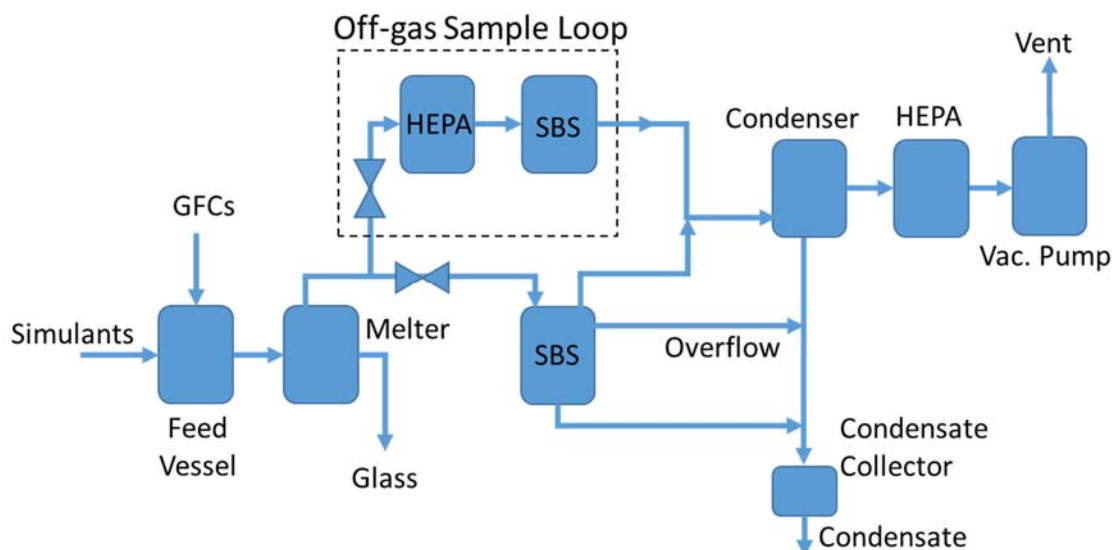 Off-gas Sample Loop
Vent
HEPA
SBS
Condenser
HEPA
GFCs
Vac. Pump
Simulants
Melter
SBS
Overflow
Feed
Vessel
Glass
Condensate
Collector
Condensate